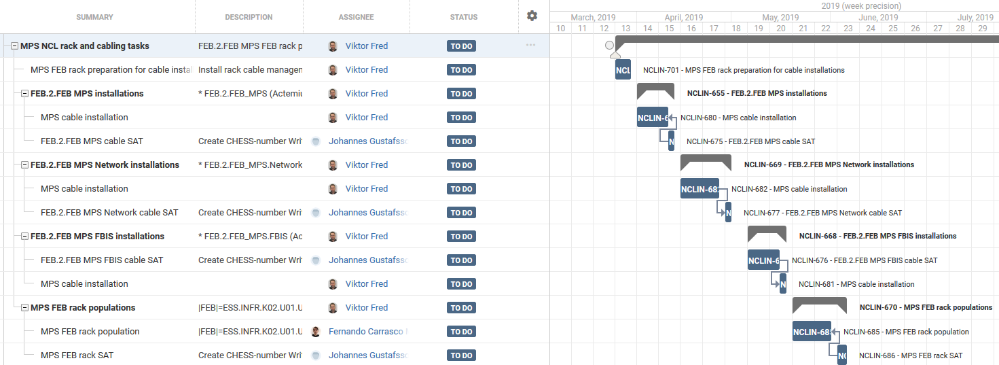 SUMMARY DESCRIPTION ASSIGNEE STATUS
2019 (week precision)
March, 2019 April, 2019 May, 2019 June, 2019 July, 2019
10 11 12 13 14 15 16 17 18 19 20 21 22 23 24 25 26 27 28 29
MPS NCL rack and cabling tasks FEB.2.FEB MPS FEB rack p Viktor Fred TO DO
MPS FEB rack preparation for cable insta Install rack cable managen Viktor Fred TO DO NCL NCLIN-701 - MPS FEB rack preparation for cable installations
FEB.2.FEB MPS installations * FEB.2.FEB_MPS (Actemiu Viktor Fred TO DO NCLIN-655 - FEB.2.FEB MPS installations
MPS cable installation Viktor Fred TO DO NCLIN-6 NCLIN-680 - MPS cable installation
FEB.2.FEB MPS cable SAT Create CHESS-number Wri Johannes Gustafsso TO DO N NCLIN-675 - FEB.2.FEB MPS cable SAT
FEB.2.FEB MPS Network installations * FEB.2.FEB_MPS.Network Viktor Fred TO DO NCLIN-669 - FEB.2.FEB MPS Network installations
MPS cable installation Viktor Fred TO DO NCLIN-682 NCLIN-682 - MPS cable installation
FEB.2.FEB MPS Network cable SAT Create CHESS-number Wri Johannes Gustafsso TO DO N NCLIN-677 - FEB.2.FEB MPS Network cable SAT
FEB.2.FEB MPS FBIS installations * FEB.2.FEB_MPS.FBIS (Ac Viktor Fred TO DO NCLIN-668 - FEB.2.FEB MPS FBIS installations
FEB.2.FEB MPS FBIS cable SAT Create CHESS-number Wri Johannes Gustafsso TO DO NCLIN-6 NCLIN-676 - FEB.2.FEB MPS FBIS cable SAT
MPS cable installation Viktor Fred TO DO N NCLIN-681 - MPS cable installation
MPS FEB rack populations |FEB|=ESS.INFR.K02.U01.U Viktor Fred TO DO NCLIN-670 - MPS FEB rack populations
MPS FEB rack population |FEB|=ESS.INFR.K02.U01.U Fernando Carrasco TO DO NCLIN-685 NCLIN-685 - MPS FEB rack population
MPS FEB rack SAT Create CHESS-number Wri Johannes Gustafsso TO DO NC NCLIN-686 - MPS FEB rack SAT